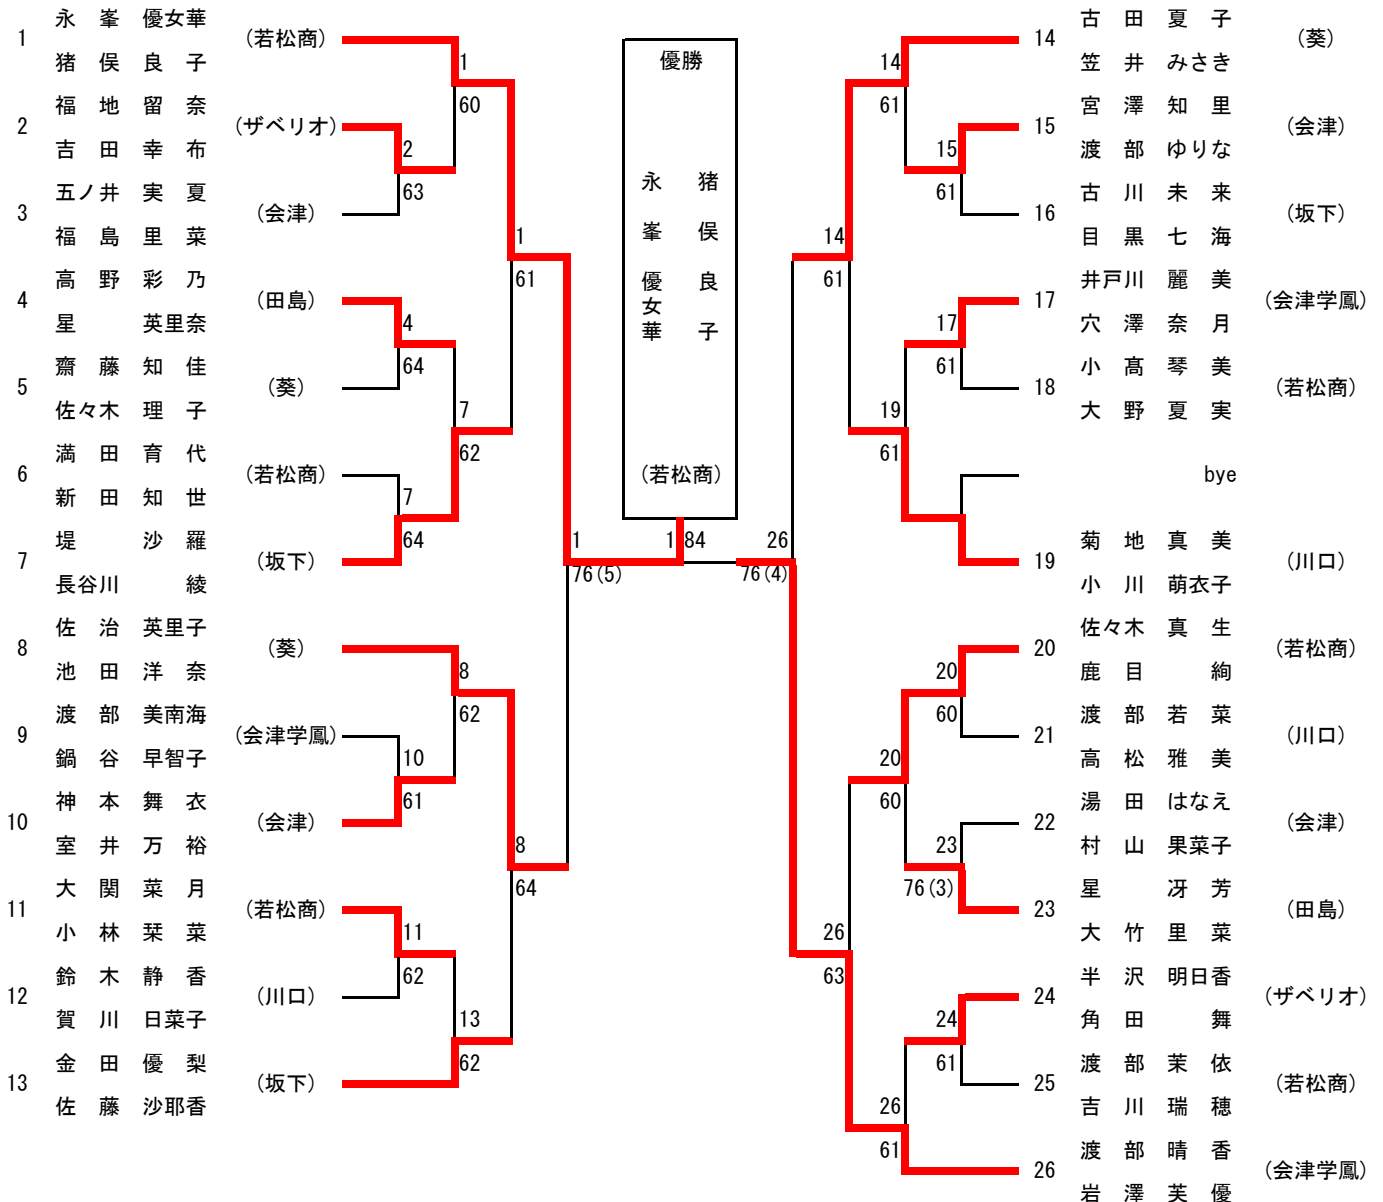 1 永峯 優女華 (若松商)
猪俣 良子
2 福地 留奈 (ザベリオ)
吉田 幸布
3 五ノ井 実夏 (会津)
福島 里菜
4 高野 彩乃 (田島)
星 英里奈
5 齋藤 知佳 (葵)
佐々木 理子
6 満田 育代 (若松商)
新田 知世
7 堤 沙羅 (坂下)
長谷川 綾
8 佐治 英里子 (葵)
池田 洋奈
9 渡部 美南海 (会津学鳳)
鍋谷 早智子
10 神本 舞衣 (会津)
室井 万裕
11 大関 菜月 (若松商)
小林 栞菜
12 鈴木 静香 (川口)
賀川 日菜子
13 金田 優梨 (坂下)
佐藤 沙耶香
1
60
2
63
1
61
4
64
7
62
7
64
1
76(5)
8
62
10
61
8
64
11
62
13
62
優勝
永峯優女華
猪俣良子
(若松商)
1 84
26
76(4)
14
61
15
61
14
61
17
61
19
61
20
60
20
60
23
76(3)
26
63
24
61
26
61
14 古田 夏子 (葵)
笠井 みさき
15 宮澤 知里 (会津)
渡部 ゆりな
16 古川 未来 (坂下)
目黒 七海
17 井戸川 麗美 (会津学鳳)
穴澤 奈月
18 小髙 琴美 (若松商)
大野 夏実
bye
19 菊地 真美 (川口)
小川 萌衣子
20 佐々木 真生 (若松商)
鹿目 絢
21 渡部 若菜 (川口)
高松 雅美
22 湯田 はなえ (会津)
村山 果菜子
23 星 冴芳 (田島)
大竹 里菜
24 半沢 明日香 (ザベリオ)
角田 舞
25 渡部 茉依 (若松商)
吉川 瑞穂
26 渡部 晴香 (会津学鳳)
岩澤 芙優